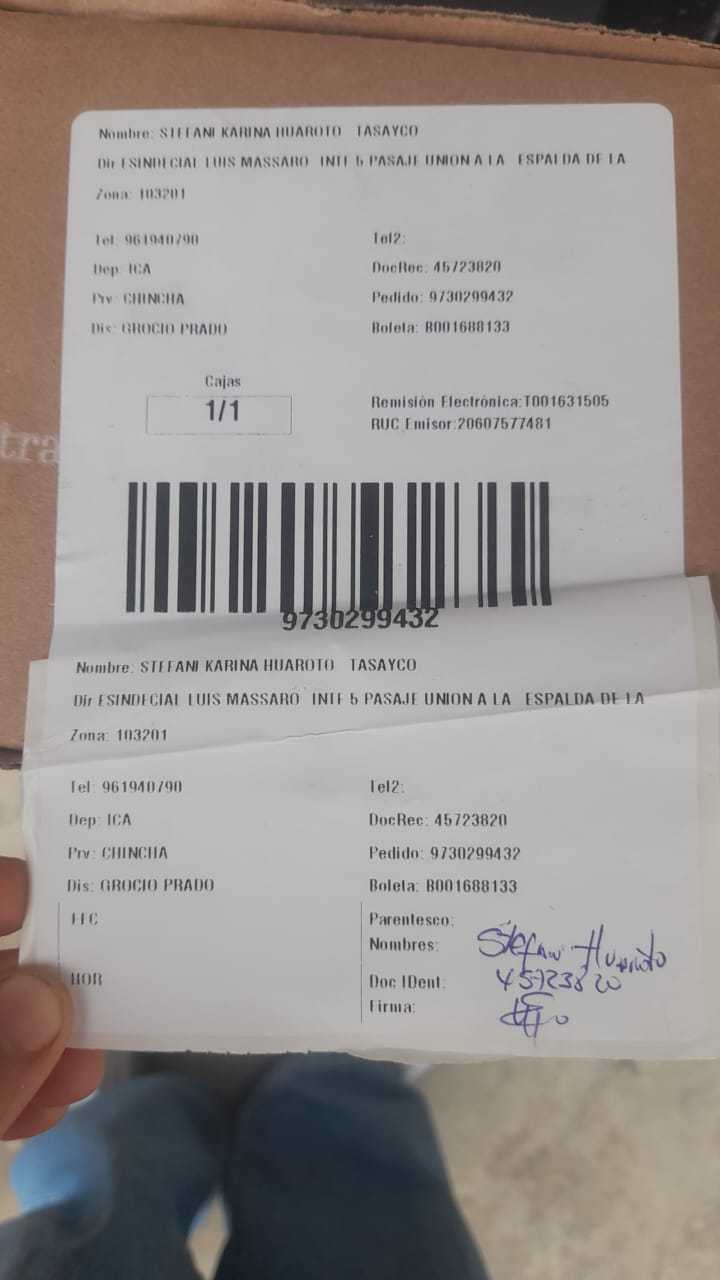 Nombre: STEFANI KARINA HUAROTO TASAYCO
Dir ESINDECIAL LUIS MASSARO INTE 5 PASAJE UNION A LA ESPALDA DE LA
Zona: 103201
Tel: 961940790 Tel2:
Dep: ICA DocRec: 45723820
Prv: CHINCHA Pedido: 9730299432
Dis: GROCIO PRADO Boleta: B001688133
Cajas
1/1
Remisión Electrónica:T001631505
RUC Emisor:20607577481
tra
9730299432
Nombre: STEFANI KARINA HUAROTO TASAYCO
Dir ESINDECIAL LUIS MASSARO INTE 5 PASAJE UNION A LA ESPALDA DE LA
Zona: 103201
Tel: 961940790 Tel2:
Dep: ICA DocRec: 45723820
Prv: CHINCHA Pedido: 9730299432
Dis: GROCIO PRADO Boleta: B001688133
FEC Parentesco:
Nombres: Stefani Huaroto
HOR Doc IDent: 45723820
Firma: